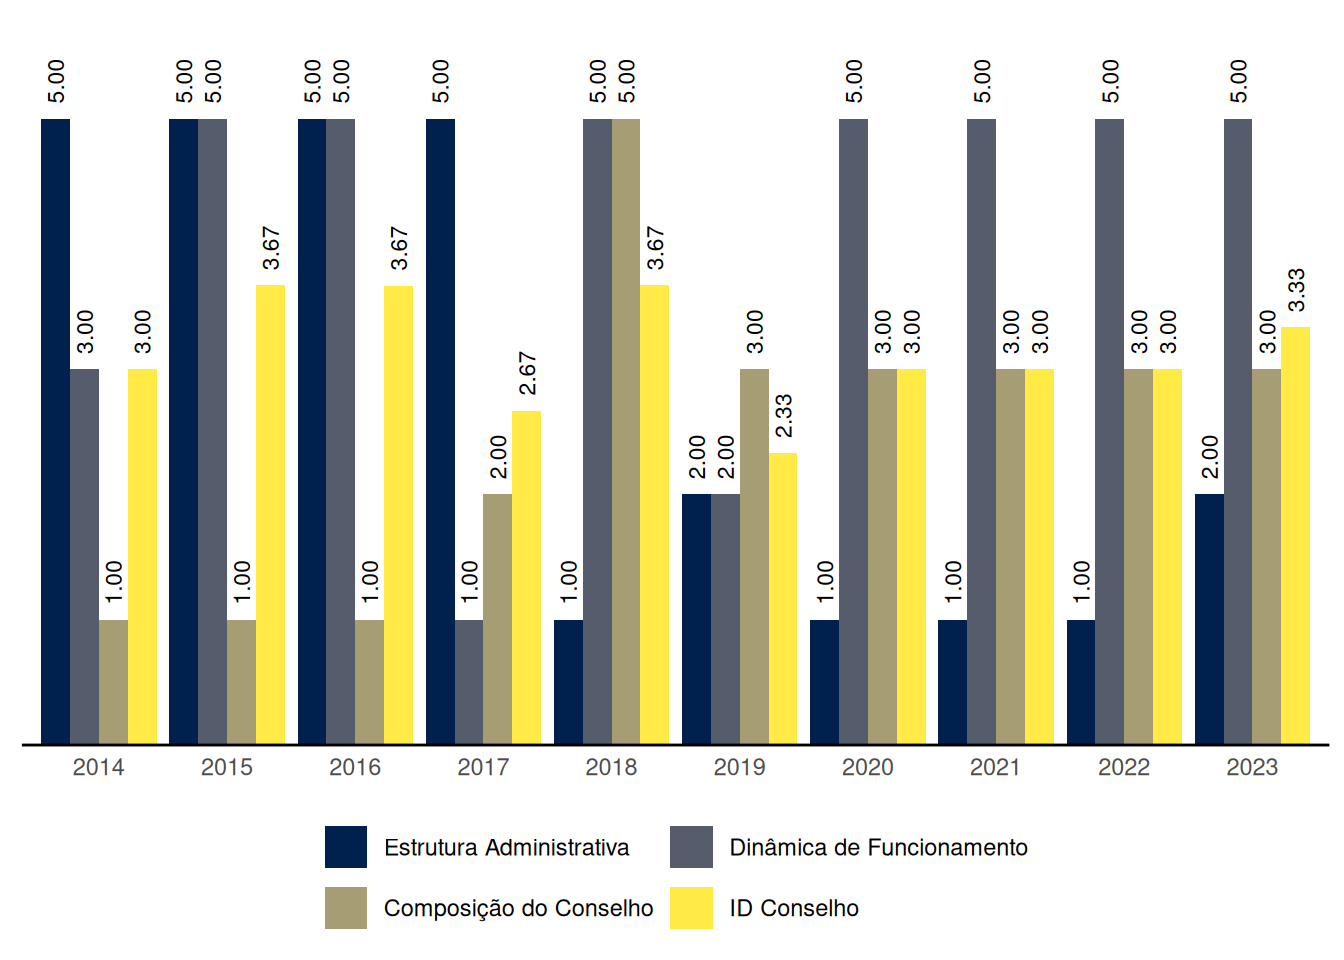 5.00 3.00 1.00 3.00
5.00 5.00 1.00 3.67
5.00 5.00 1.00 3.67
5.00 1.00 2.00 2.67
1.00 5.00 5.00 3.67
2.00 2.00 3.00 2.33
1.00 5.00 3.00 3.00
1.00 5.00 3.00 3.00
1.00 5.00 3.00 3.00
2.00 5.00 3.00 3.33
2014 2015 2016 2017 2018 2019 2020 2021 2022 2023
Estrutura Administrativa Dinâmica de Funcionamento
Composição do Conselho ID Conselho